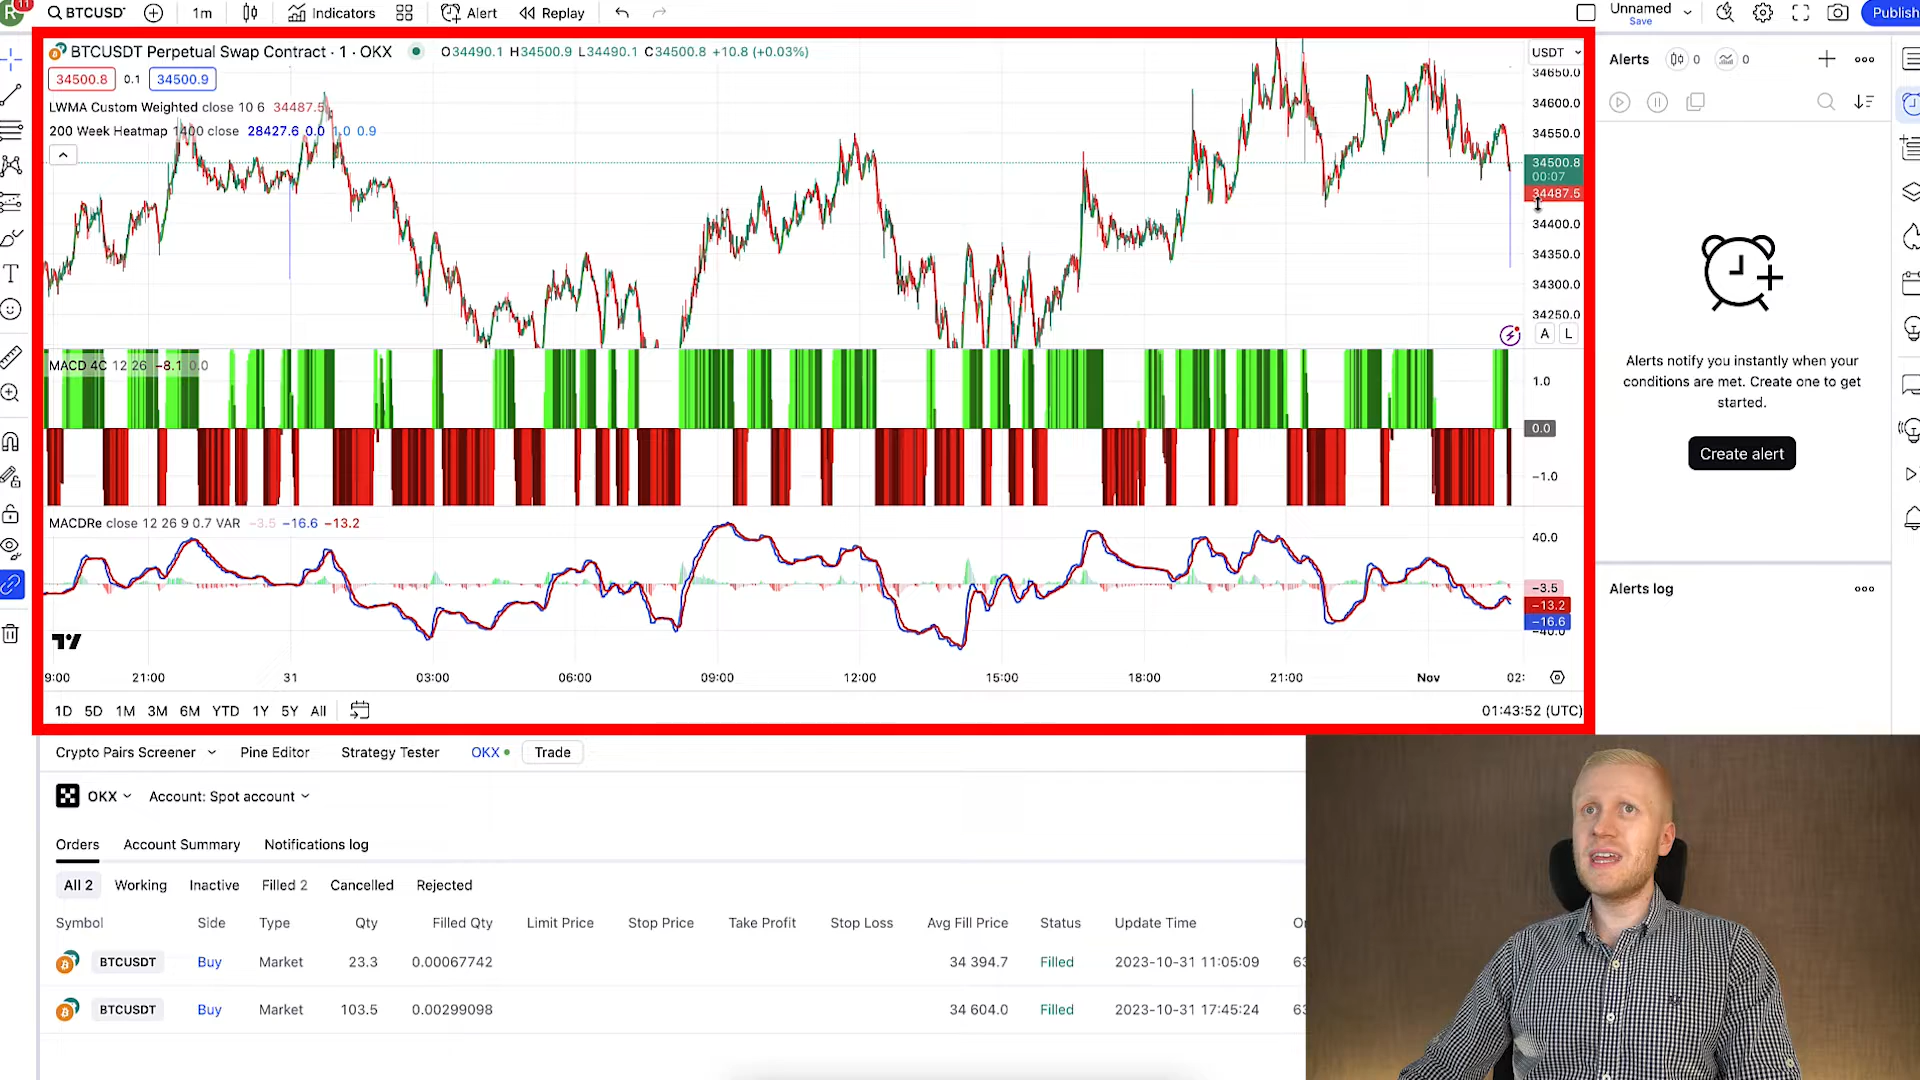 R 11 BTCUSDT 1m Indicators Alert Replay Unnamed Save Publish
BTCUSDT Perpetual Swap Contract · 1 · OKX O34490.1 H34500.9 L34490.1 C34500.8 +10.8 (+0.03%) USDT
34500.8 0.1 34500.9
LWMA Custom Weighted close 10 6 34487.5
200 Week Heatmap 1400 close 28427.6 0.0 1.0 0.9
34650.0
34600.0
34550.0
34500.8
00:07
34487.5
34400.0
34350.0
34300.0
34250.0
A L
MACD 4C 12 26 −8.1 0.0
1.0
0.0
−1.0
MACDRe close 12 26 9 0.7 VAR −3.5 −16.6 −13.2
40.0
−3.5
−13.2
−16.6
−40.0
9:00 21:00 31 03:00 06:00 09:00 12:00 15:00 18:00 21:00 Nov 02:
1D 5D 1M 3M 6M YTD 1Y 5Y All 01:43:52 (UTC)
Alerts 0 0
Alerts notify you instantly when your
conditions are met. Create one to get
started.
Create alert
Alerts log
Crypto Pairs Screener Pine Editor Strategy Tester OKX Trade
OKX Account: Spot account
Orders Account Summary Notifications log
All 2 Working Inactive Filled 2 Cancelled Rejected
Symbol Side Type Qty Filled Qty Limit Price Stop Price Take Profit Stop Loss Avg Fill Price Status Update Time Or
BTCUSDT Buy Market 23.3 0.00067742 34 394.7 Filled 2023-10-31 11:05:09 63
BTCUSDT Buy Market 103.5 0.00299098 34 604.0 Filled 2023-10-31 17:45:24 63